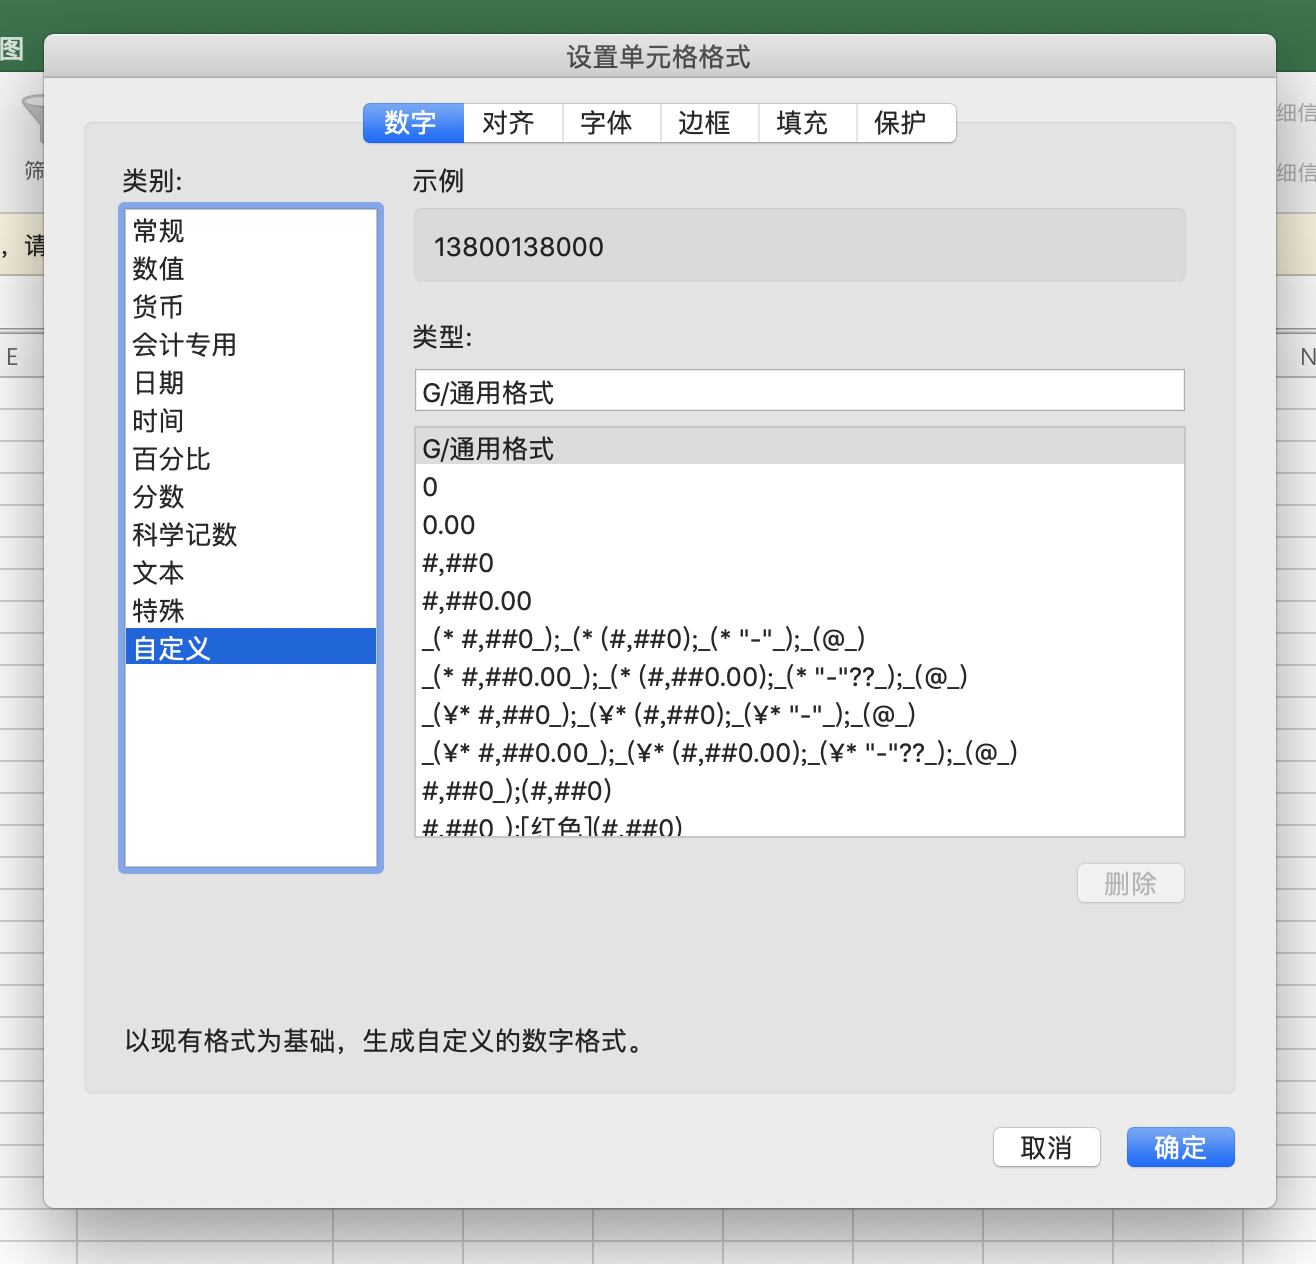 图
设置单元格格式
数字 对齐 字体 边框 填充 保护
细信
筛
细信
类别:
示例
常规
数值
货币
会计专用
日期
时间
百分比
分数
科学记数
文本
特殊
自定义
13800138000
，请
E
N
类型:
G/通用格式
G/通用格式
0
0.00
#,##0
#,##0.00
_(* #,##0_);_(* (#,##0);_(* "-"_);_(@_)
_(* #,##0.00_);_(* (#,##0.00);_(* "-"??_);_(@_)
_(¥* #,##0_);_(¥* (#,##0);_(¥* "-"_);_(@_)
_(¥* #,##0.00_);_(¥* (#,##0.00);_(¥* "-"??_);_(@_)
#,##0_);(#,##0)
#,##0_);[红色](#,##0)
删除
以现有格式为基础，生成自定义的数字格式。
取消 确定